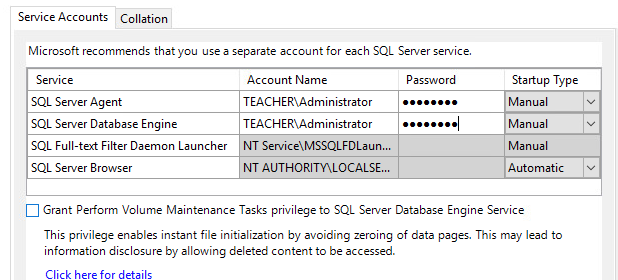 Service Accounts Collation
Microsoft recommends that you use a separate account for each SQL Server service.
Service Account Name Password Startup Type
SQL Server Agent TEACHER\Administrator ●●●●●●●● Manual
SQL Server Database Engine TEACHER\Administrator ●●●●●●●● Manual
SQL Full-text Filter Daemon Launcher NT Service\MSSQLFDLaun... Manual
SQL Server Browser NT AUTHORITY\LOCALSE... Automatic
Grant Perform Volume Maintenance Tasks privilege to SQL Server Database Engine Service
This privilege enables instant file initialization by avoiding zeroing of data pages. This may lead to
information disclosure by allowing deleted content to be accessed.
Click here for details